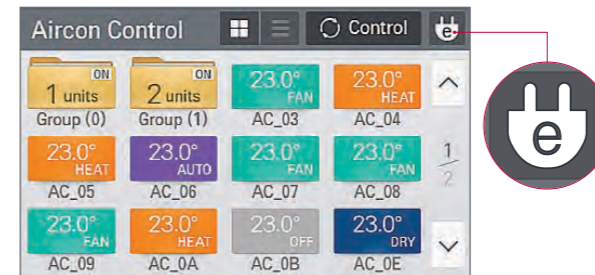 Aircon Control
Control
e
ON
1 units
Group (0)
ON
2 units
Group (1)
23.0°
FAN
AC_03
23.0°
HEAT
AC_04
23.0°
HEAT
AC_05
23.0°
AUTO
AC_06
23.0°
FAN
AC_07
23.0°
FAN
AC_08
1
2
23.0°
FAN
AC_09
23.0°
HEAT
AC_0A
23.0°
OFF
AC_0B
23.0°
DRY
AC_0E
e